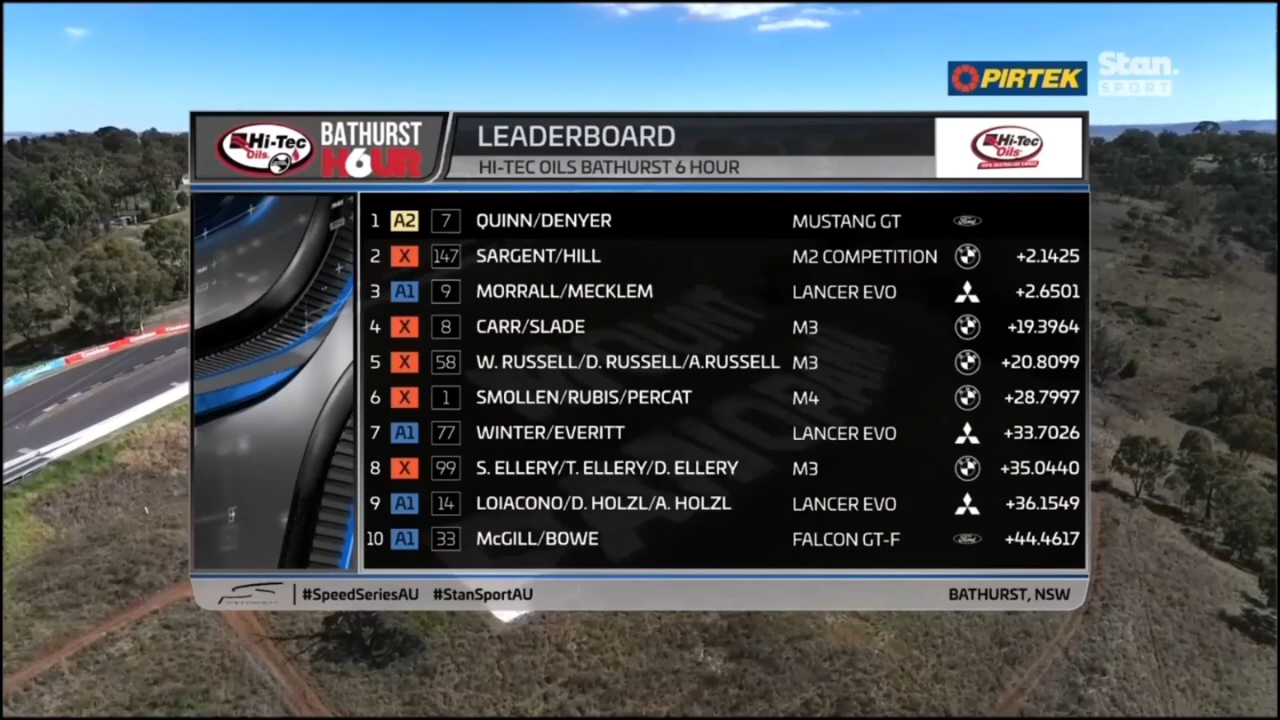 PIRTEK
Stan.
SPORT
Hi-Tec Oils
BATHURST
6 HOUR
LEADERBOARD
HI-TEC OILS BATHURST 6 HOUR
Hi-Tec Oils
1 A2 7 QUINN/DENYER MUSTANG GT Ford
2 X 147 SARGENT/HILL M2 COMPETITION +2.1425
3 A1 9 MORRALL/MECKLEM LANCER EVO +2.6501
4 X 8 CARR/SLADE M3 +19.3964
5 X 58 W. RUSSELL/D. RUSSELL/A.RUSSELL M3 +20.8099
6 X 1 SMOLLEN/RUBIS/PERCAT M4 +28.7997
7 A1 77 WINTER/EVERITT LANCER EVO +33.7026
8 X 99 S. ELLERY/T. ELLERY/D. ELLERY M3 +35.0440
9 A1 14 LOIACONO/D. HOLZL/A. HOLZL LANCER EVO +36.1549
10 A1 33 McGILL/BOWE FALCON GT-F Ford +44.4617
MOUNT
PANORAMA
#SpeedSeriesAU #StanSportAU BATHURST, NSW